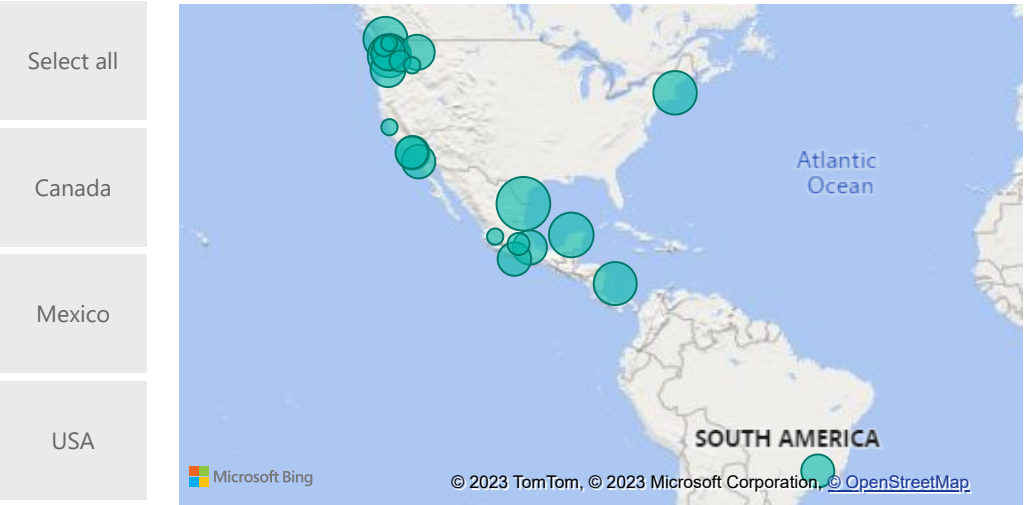 Select all
Canada
Mexico
USA
Atlantic
Ocean
SOUTH AMERICA
Microsoft Bing
© 2023 TomTom, © 2023 Microsoft Corporation, © OpenStreetMap